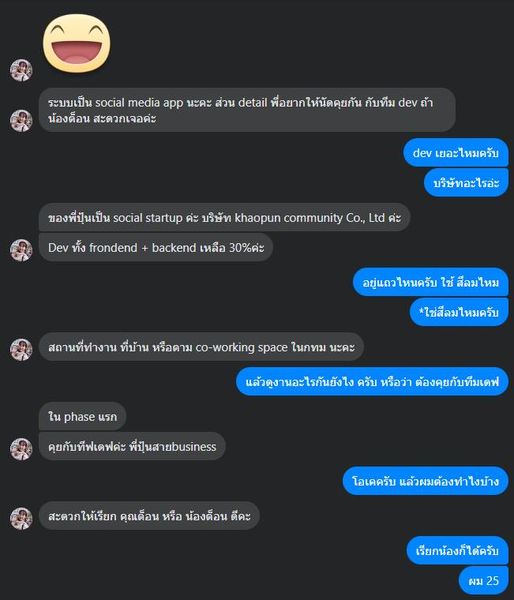 ระบบเป็น social media app นะคะ ส่วน detail พี่อยากให้นัดคุยกัน กับทีม dev ถ้า
น้องด็อน สะดวกเจอค่ะ
dev เยอะไหมครับ
บริษัทอะไรอ่ะ
ของพี่ปุ้นเป็น social startup ค่ะ บริษัท khaopun community Co., Ltd ค่ะ
Dev ทั้ง frondend + backend เหลือ 30%ค่ะ
อยู่แถวไหนครับ ใช้ สีลมไหม
*ใช่สีลมไหมครับ
สถานที่ทำงาน ที่บ้าน หรือตาม co-working space ในกทม นะคะ
แล้วดูงานอะไรกันยังไง ครับ หรือว่า ต้องคุยกับทีมเดฟ
ใน phase แรก
คุยกับทีฟเดฟค่ะ พี่ปุ้นสายbusiness
โอเคครับ แล้วผมต้องทำไงบ้าง
สะดวกให้เรียก คุณด็อน หรือ น้องด็อน ดีคะ
เรียกน้องก็ได้ครับ
ผม 25